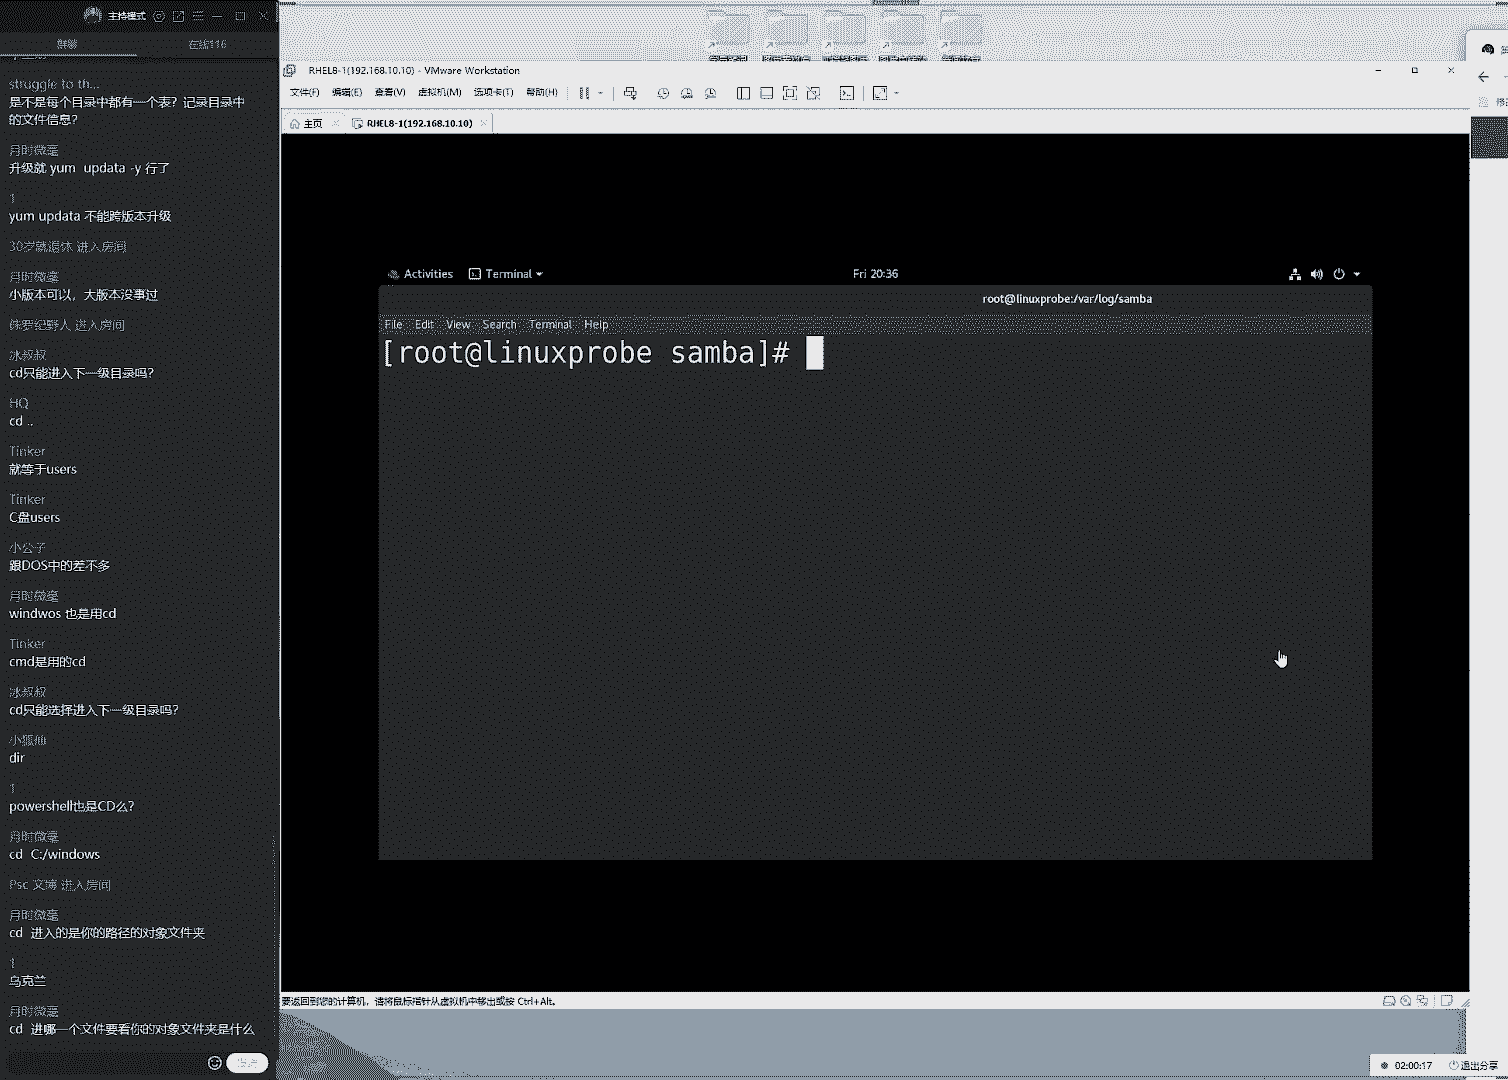 主持模式
在线116
struggle to th...
是不是每个目录中都有一个表？记录目录中
的文件信息？
月时微毫
升级就 yum  updata -y 行了
1
yum updata 不能跨版本升级
30岁就退休 进入房间
月时微毫
小版本可以，大版本没事过
侏罗纪野人 进入房间
冰叔叔
cd只能进入下一级目录吗？
HQ
cd ..
Tinker
就等于users
Tinker
C盘users
小公子
跟DOS中的差不多
月时微毫
windwos 也是用cd
Tinker
cmd是用的cd
冰叔叔
cd只能选择进入下一级目录吗？
dir
1
powershell也是CD么？
月时微毫
cd  C:/windows
Psc 文博 进入房间
月时微毫
cd  进入的是你的路径的对象文件夹
1
乌克兰
月时微毫
cd  进哪一个文件要看你的对象文件夹是什么
RHEL8-1(192.168.10.10) - VMware Workstation
文件(F) 编辑(E) 查看(V) 虚拟机(M) 选项卡(T) 帮助(H)
主页 RHEL8-1(192.168.10.10)
Activities Terminal Fri 20:36
root@linuxprobe:/var/log/samba
File Edit View Search Terminal Help
[root@linuxprobe samba]#
要返回到您的计算机，请将鼠标指针从虚拟机中移出或按 Ctrl+Alt。
02:00:17 退出分享